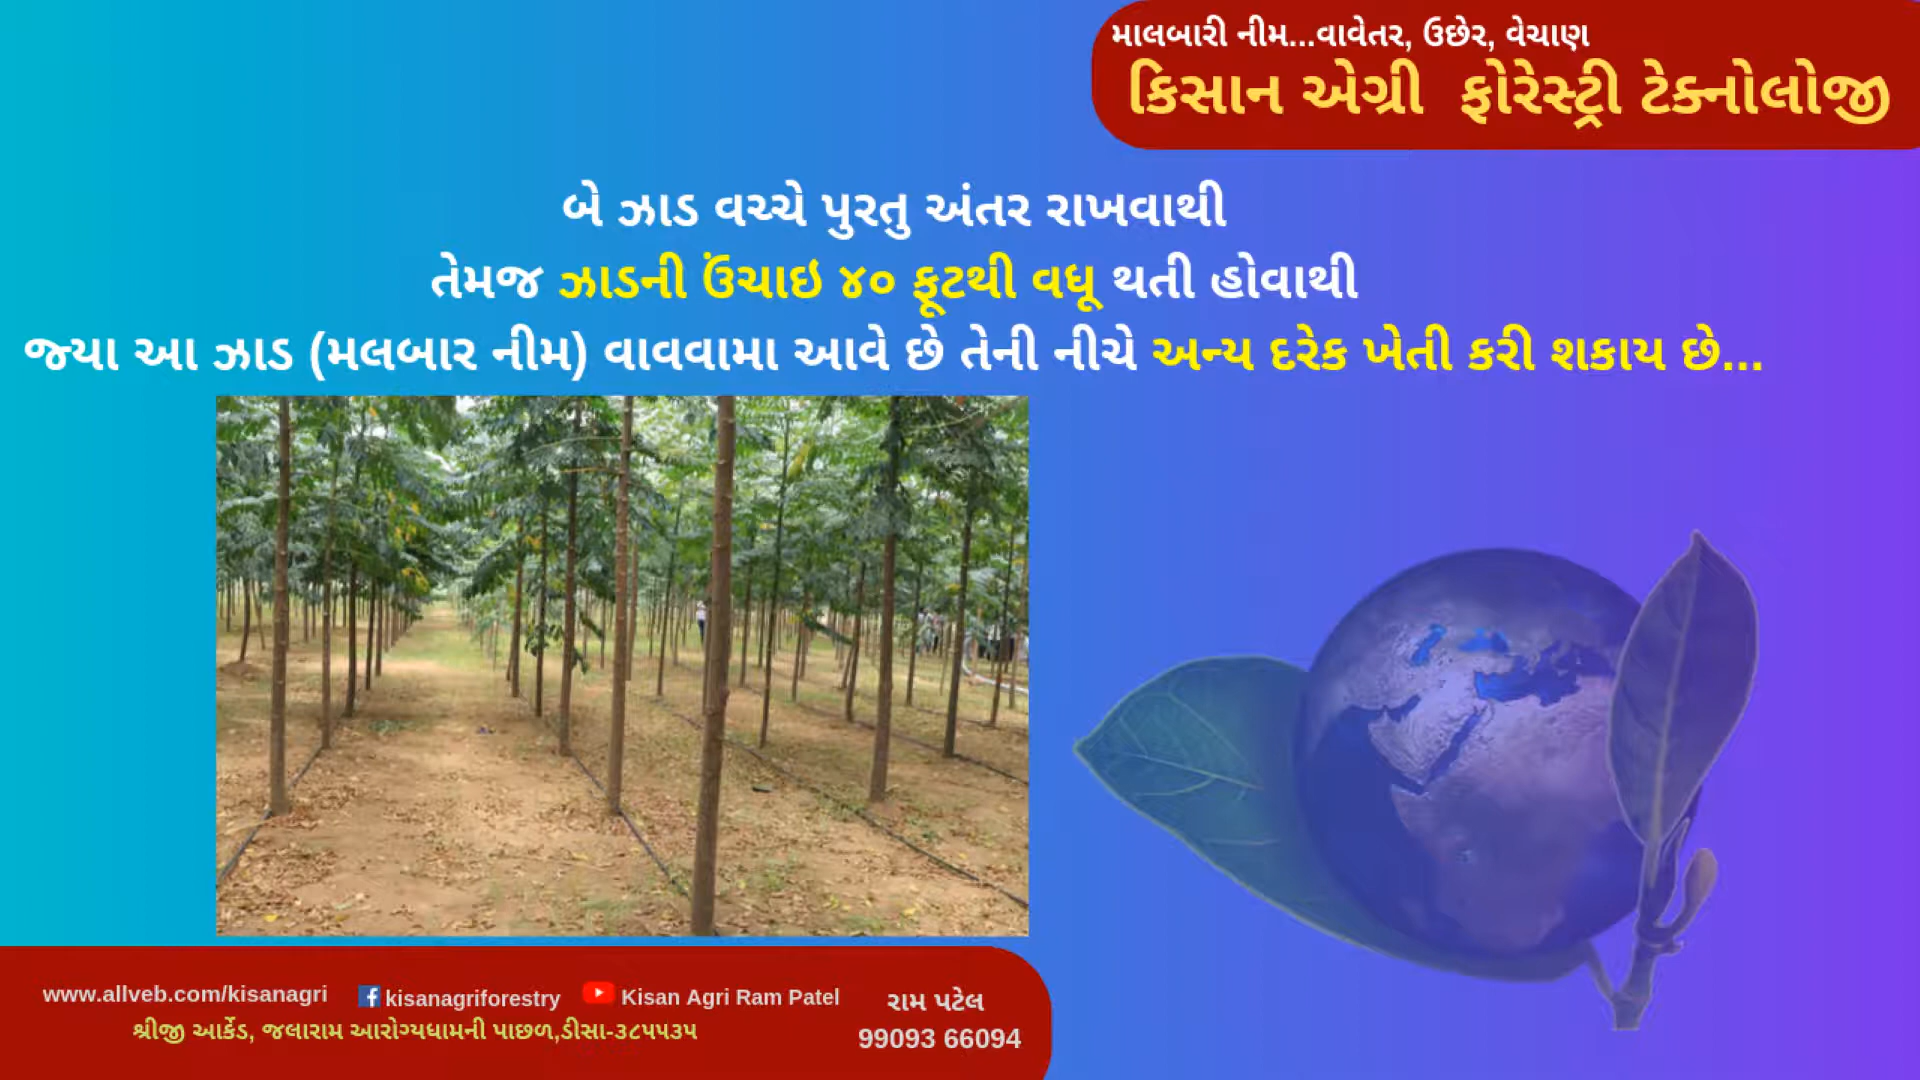 માલબારી નીમ...વાવેતર, ઉછેર, વેચાણ
કિસાન એગ્રી ફોરેસ્ટ્રી ટેકનોલોજી
બે ઝાડ વચ્ચે પુરતુ અંતર રાખવાથી
તેમજ ઝાડની ઉંચાઇ ૪૦ ફૂટથી વધૂ થતી હોવાથી
જ્યા આ ઝાડ (મલબાર નીમ) વાવવામા આવે છે તેની નીચે અન્ય દરેક ખેતી કરી શકાય છે...
www.allveb.com/kisanagri kisanagriforestry Kisan Agri Ram Patel
શ્રીજી આર્કેડ, જલારામ આરોગ્યધામની પાછળ,ડીસા-૩૮૫૫૩૫
રામ પટેલ
99093 66094